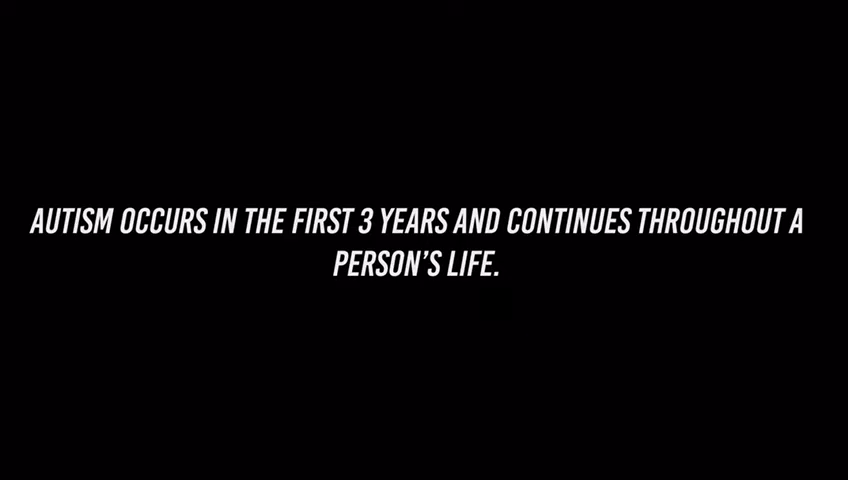 AUTISM OCCURS IN THE FIRST 3 YEARS AND CONTINUES THROUGHOUT A
PERSON'S LIFE.